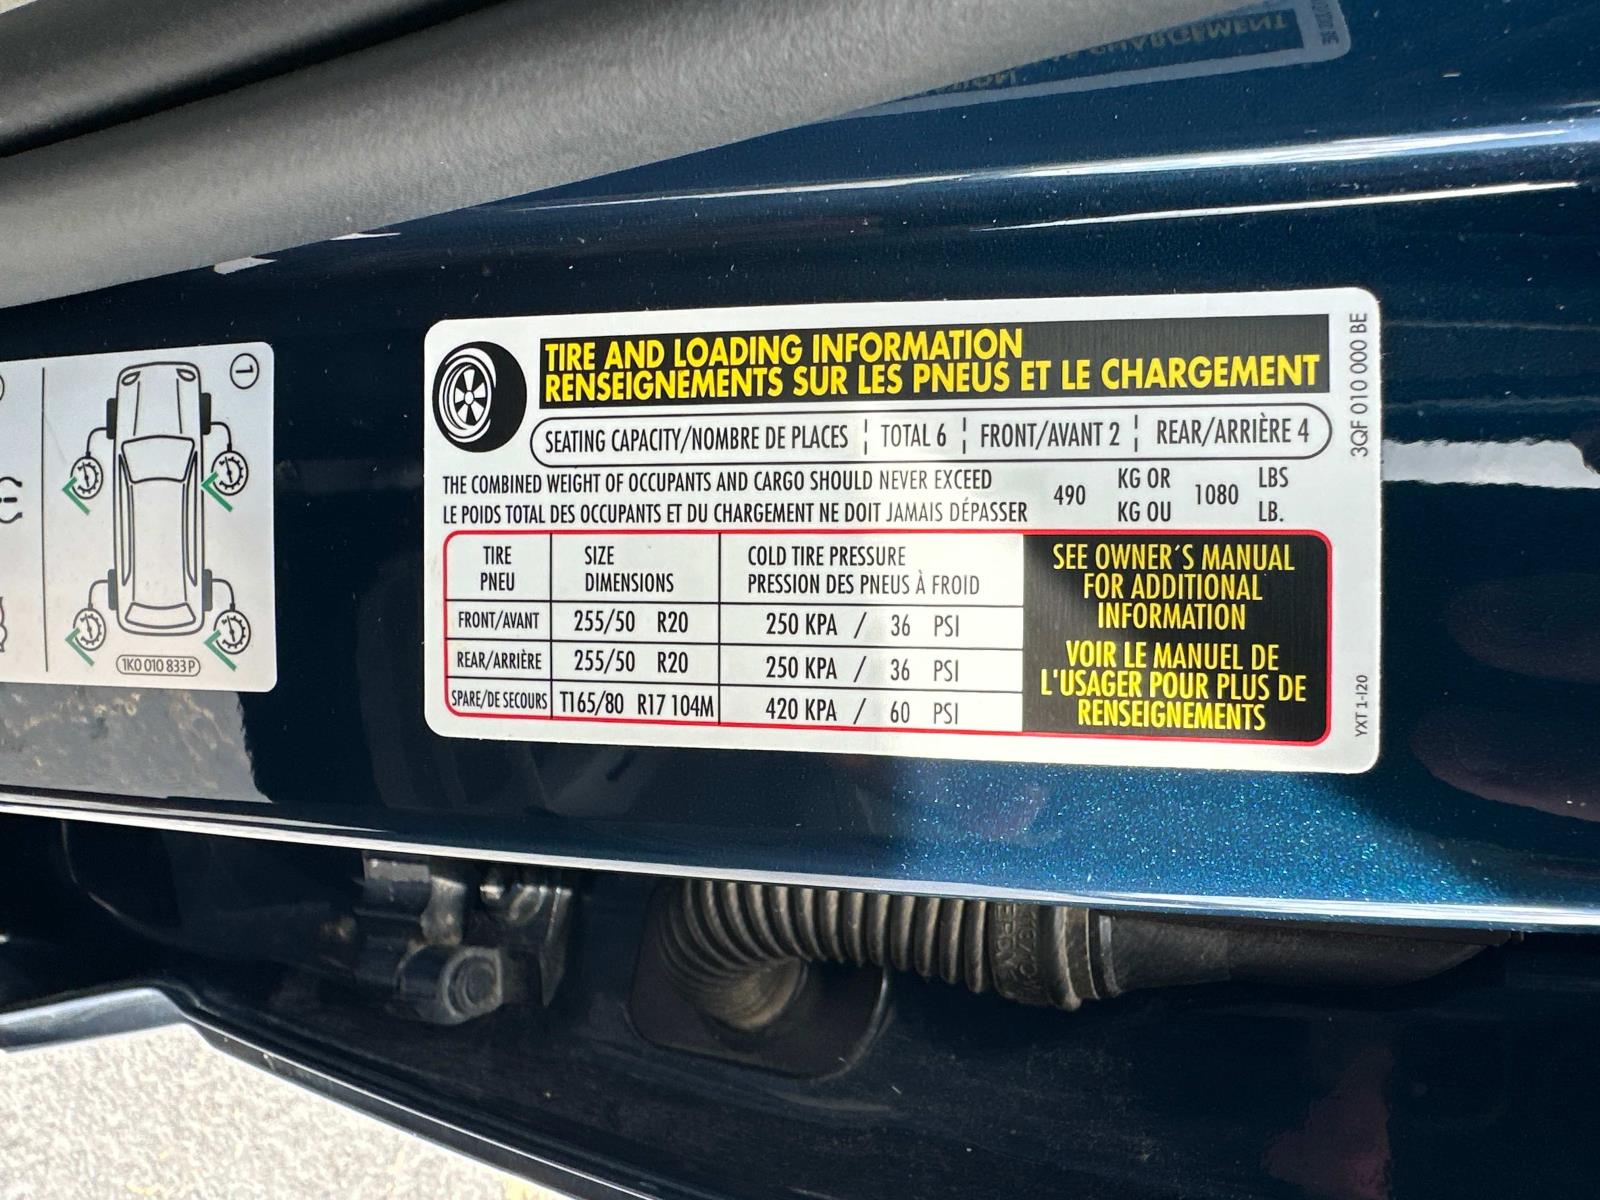 TIRE AND LOADING INFORMATION
RENSEIGNEMENTS SUR LES PNEUS ET LE CHARGEMENT
SEATING CAPACITY/NOMBRE DE PLACES ¦ TOTAL 6 ¦ FRONT/AVANT 2 ¦ REAR/ARRIÈRE 4
THE COMBINED WEIGHT OF OCCUPANTS AND CARGO SHOULD NEVER EXCEED
LE POIDS TOTAL DES OCCUPANTS ET DU CHARGEMENT NE DOIT JAMAIS DÉPASSER
490
KG OR
KG OU
1080
LBS
LB.
TIRE
PNEU
SIZE
DIMENSIONS
COLD TIRE PRESSURE
PRESSION DES PNEUS À FROID
FRONT/AVANT 255/50 R20 250 KPA / 36 PSI
REAR/ARRIÈRE 255/50 R20 250 KPA / 36 PSI
SPARE/DE SECOURS T165/80 R17 104M 420 KPA / 60 PSI
SEE OWNER´S MANUAL
FOR ADDITIONAL
INFORMATION
VOIR LE MANUEL DE
L'USAGER POUR PLUS DE
RENSEIGNEMENTS
3QF 010 000 BE
YXT 1-I20
1
1K0 010 833 P